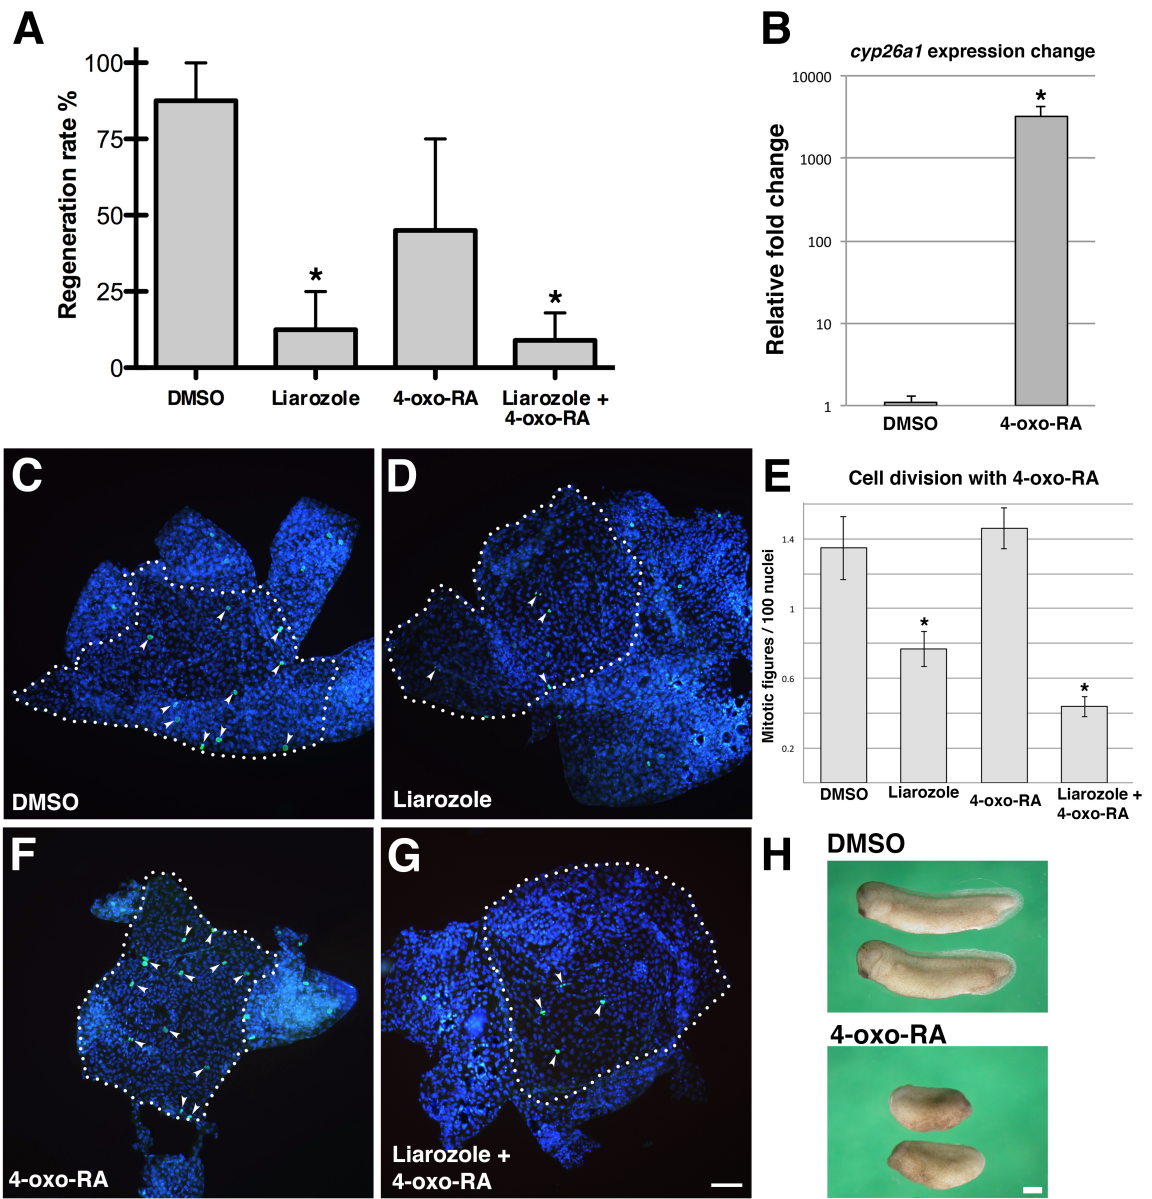 A
Regeneration rate %
100
75
50
25
0
*
*
DMSO
Liarozole
4-oxo-RA
Liarozole +
4-oxo-RA
B
cyp26a1 expression change
Relative fold change
10000
1000
100
10
1
*
DMSO
4-oxo-RA
C
DMSO
D
Liarozole
E
Cell division with 4-oxo-RA
Mitotic figures / 100 nuclei
1.4
1
0.6
0.2
*
*
DMSO
Liarozole
4-oxo-RA
Liarozole +
4-oxo-RA
F
4-oxo-RA
G
Liarozole +
4-oxo-RA
H
DMSO
4-oxo-RA